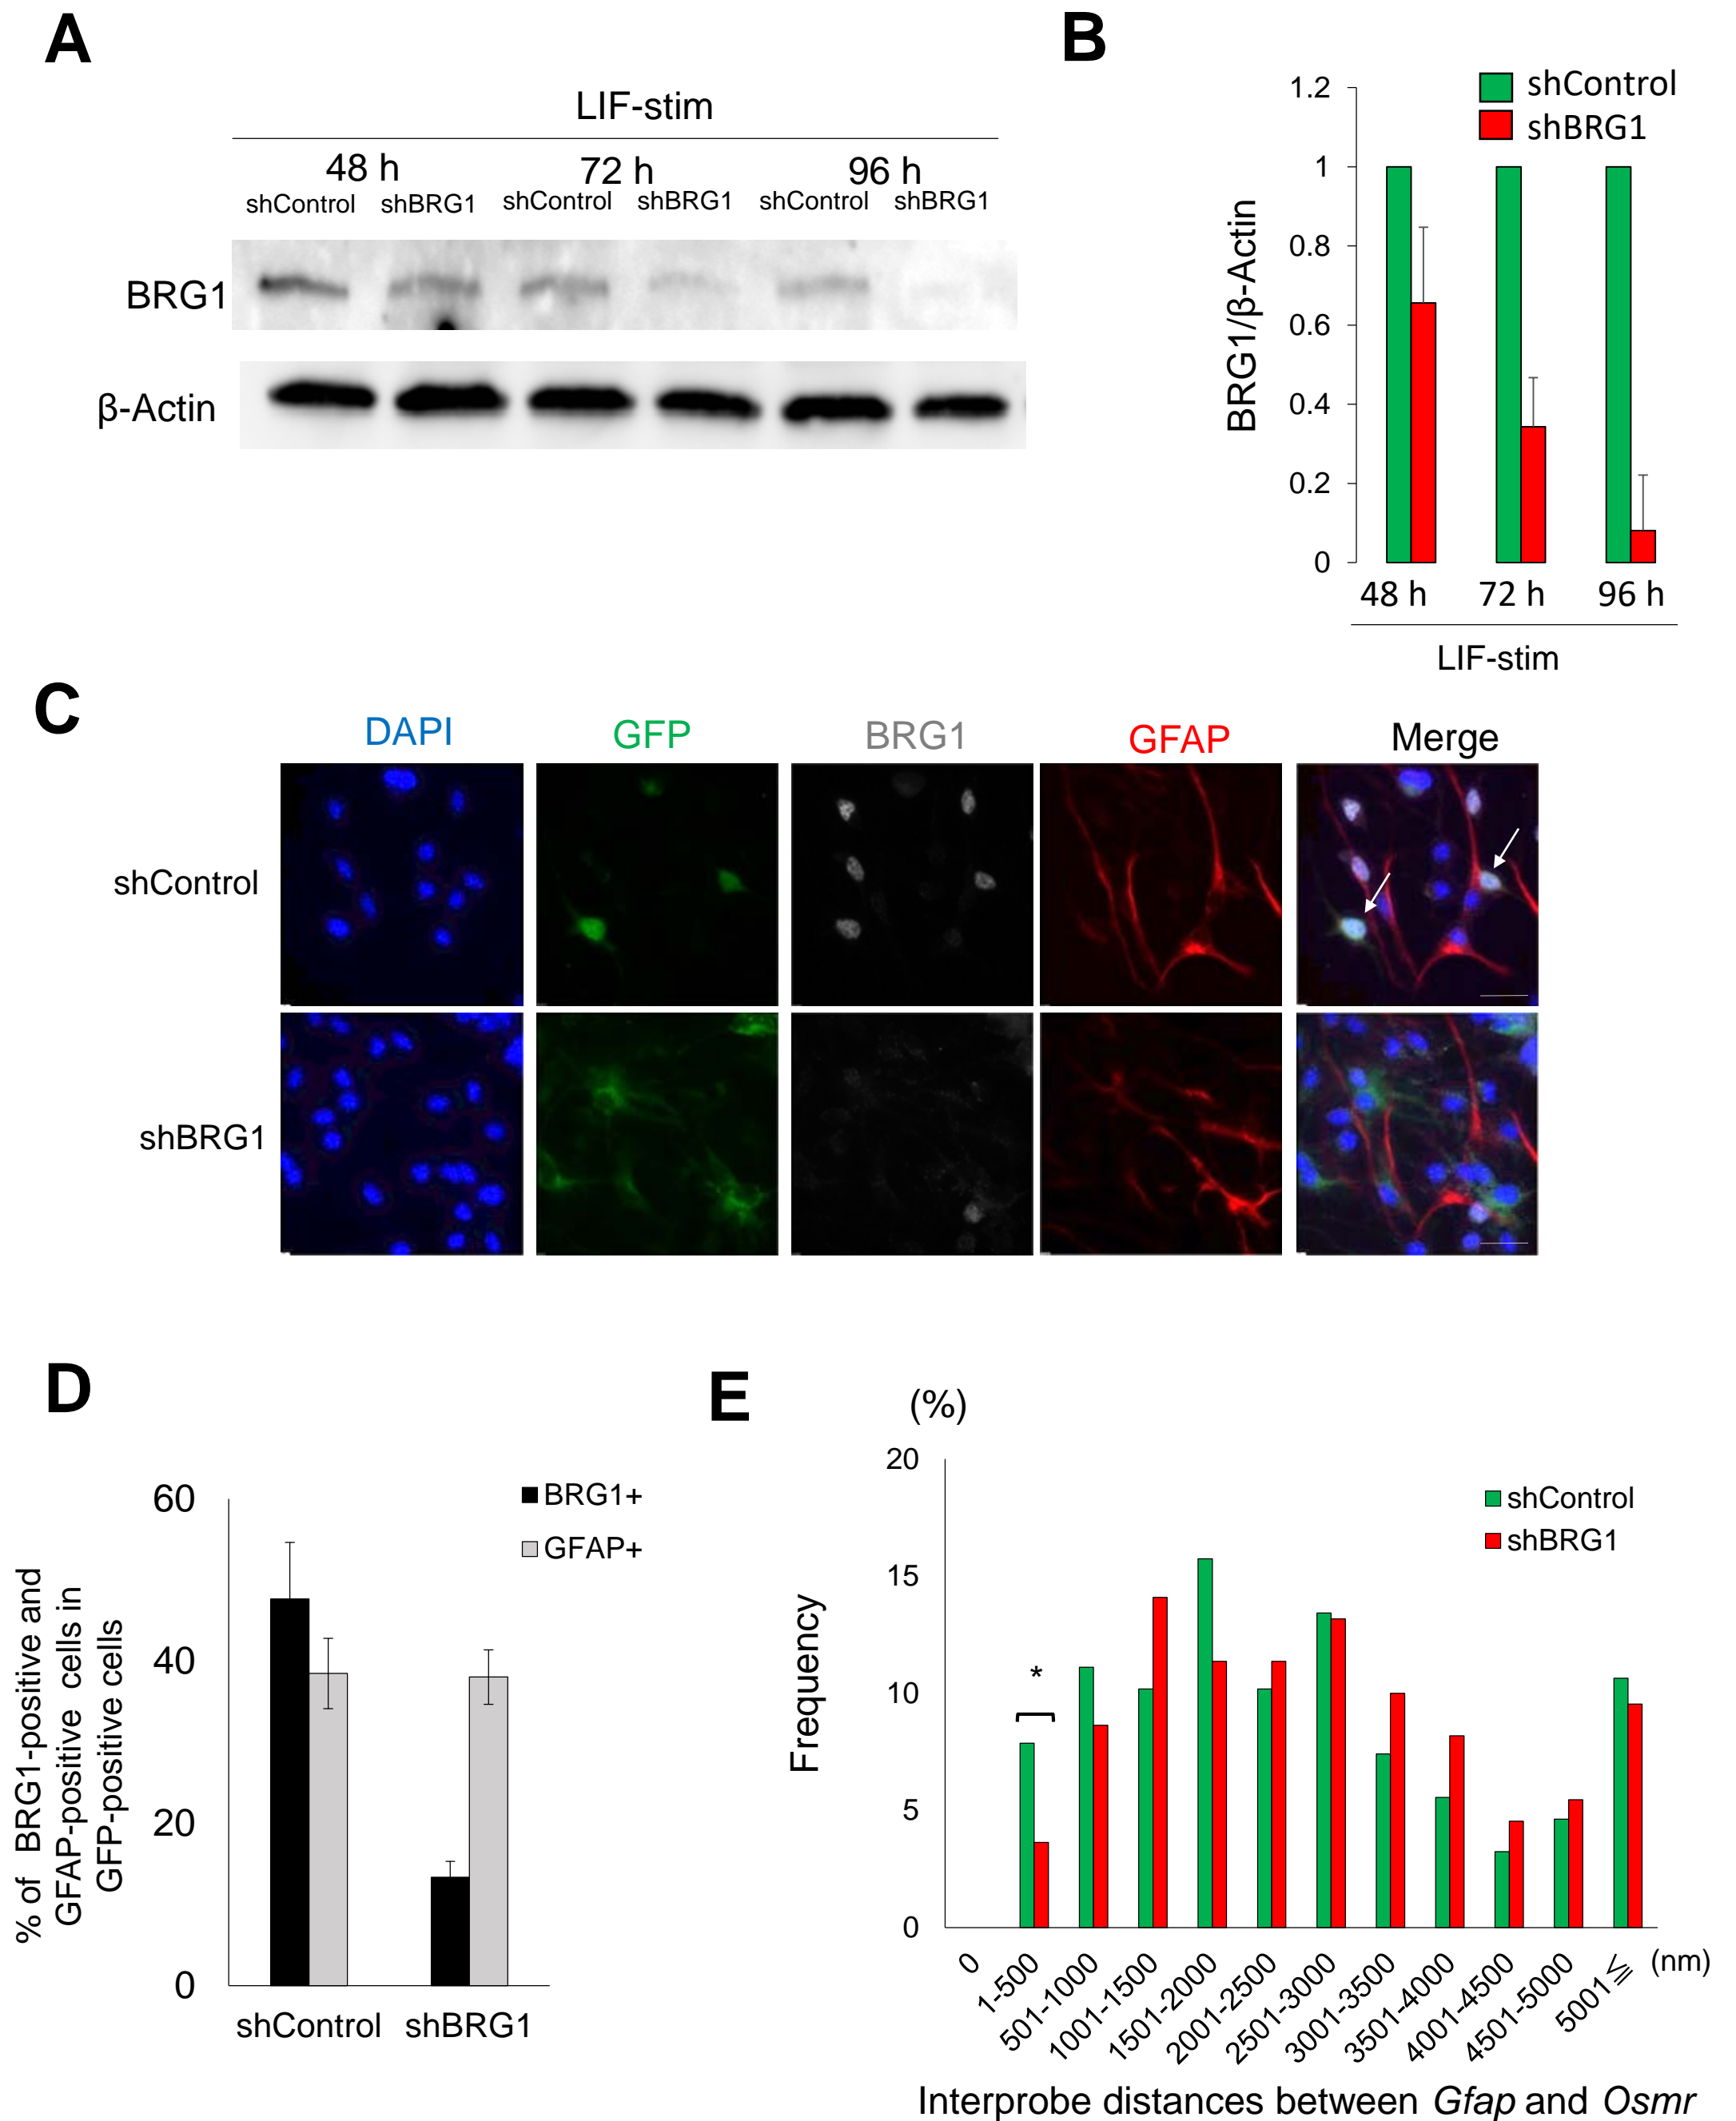 A
LIF-stim
48 h 72 h 96 h
shControl shBRG1 shControl shBRG1 shControl shBRG1
BRG1
β-Actin
B
shControl
shBRG1
1.2
1
0.8
0.6
0.4
0.2
0
BRG1/β-Actin
48 h 72 h 96 h
LIF-stim
C
DAPI GFP BRG1 GFAP Merge
shControl
shBRG1
D
BRG1+
GFAP+
60
40
20
0
% of BRG1-positive and
GFAP-positive cells in
GFP-positive cells
shControl shBRG1
E
(%)
20
15
10
5
0
Frequency
shControl
shBRG1
*
0 1-500 501-1000 1001-1500 1501-2000 2001-2500 2501-3000 3001-3500 3501-4000 4001-4500 4501-5000 5001≦ (nm)
Interprobe distances between Gfap and Osmr